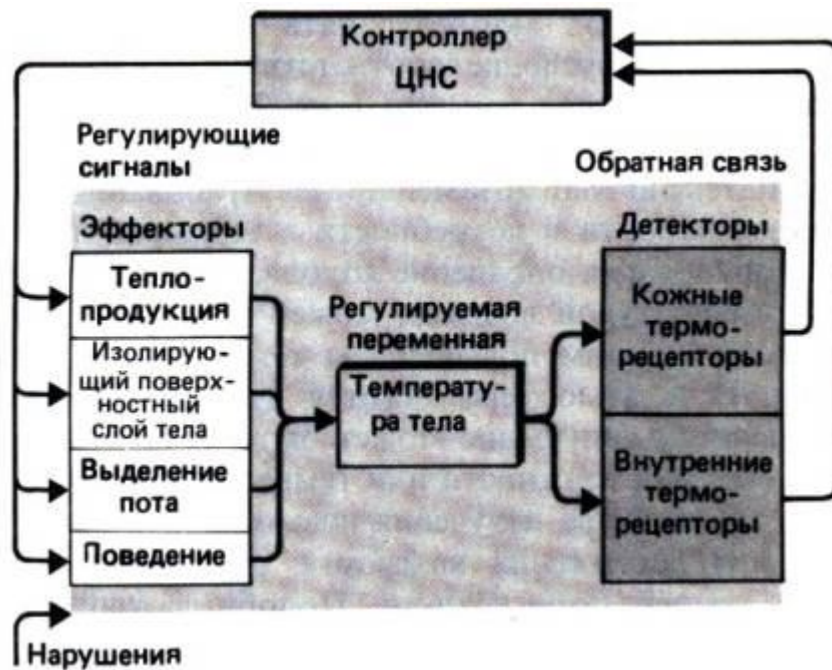 Контроллер
ЦНС
Регулирующие
сигналы
Обратная связь
Эффекторы
Детекторы
Тепло-
продукция
Изолирую-
щий поверх-
ностный
слой тела
Выделение
пота
Поведение
Регулируемая
переменная
Температу-
ра тела
Кожные
термо-
рецепторы
Внутренние
термо-
рецепторы
Нарушения